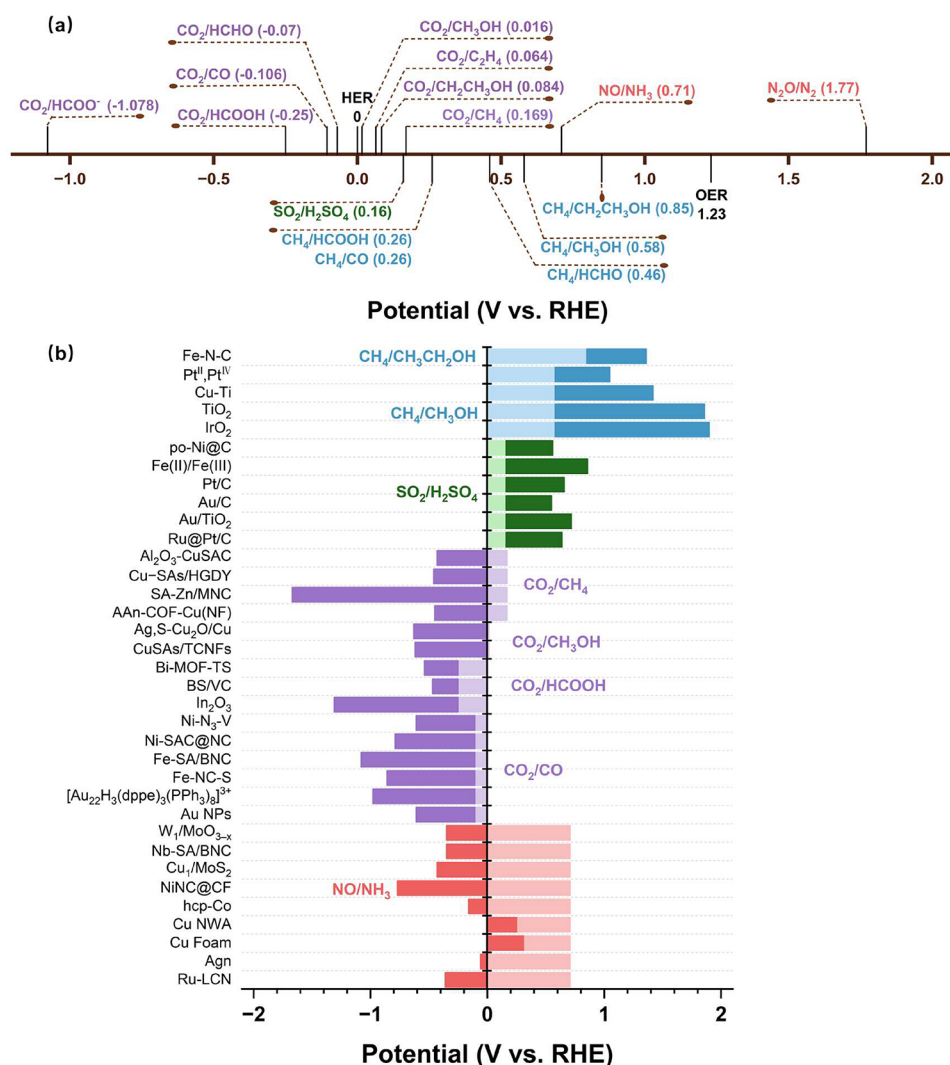 (a)
CO₂/HCHO (-0.07)
CO₂/CH₃OH (0.016)
CO₂/C₂H₄ (0.064)
CO₂/CO (-0.106)
HER
0
CO₂/CH₂CH₃OH (0.084)
NO/NH₃ (0.71)
N₂O/N₂ (1.77)
CO₂/HCOO⁻ (-1.078)
CO₂/HCOOH (-0.25)
CO₂/CH₄ (0.169)
−1.0 −0.5 0.0 0.5 1.0 1.5 2.0
SO₂/H₂SO₄ (0.16)
CH₄/CH₂CH₃OH (0.85)
OER
1.23
CH₄/HCOOH (0.26)
CH₄/CH₃OH (0.58)
CH₄/CO (0.26)
CH₄/HCHO (0.46)
Potential (V vs. RHE)
(b)
Fe-N-C
CH₄/CH₃CH₂OH
Ptᴵᴵ,Ptᴵⱽ
Cu-Ti
TiO₂
CH₄/CH₃OH
IrO₂
po-Ni@C
Fe(II)/Fe(III)
Pt/C
SO₂/H₂SO₄
Au/C
Au/TiO₂
Ru@Pt/C
Al₂O₃-CuSAC
Cu−SAs/HGDY
CO₂/CH₄
SA-Zn/MNC
AAn-COF-Cu(NF)
Ag,S-Cu₂O/Cu
CO₂/CH₃OH
CuSAs/TCNFs
Bi-MOF-TS
BS/VC
CO₂/HCOOH
In₂O₃
Ni-N₃-V
Ni-SAC@NC
Fe-SA/BNC
CO₂/CO
Fe-NC-S
[Au₂₂H₃(dppe)₃(PPh₃)₈]³⁺
Au NPs
W₁/MoO₃₋ₓ
Nb-SA/BNC
Cu₁/MoS₂
NiNC@CF
NO/NH₃
hcp-Co
Cu NWA
Cu Foam
Agn
Ru-LCN
−2 −1 0 1 2
Potential (V vs. RHE)